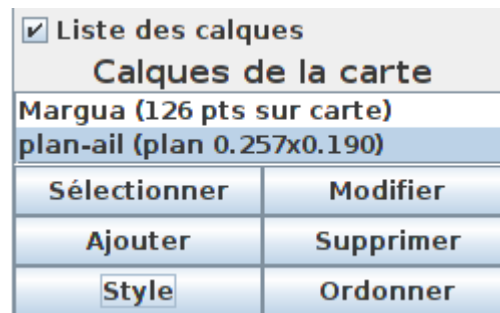 Liste des calques
Calques de la carte
Margua (126 pts sur carte)
plan-ail (plan 0.257x0.190)
Sélectionner Modifier
Ajouter Supprimer
Style Ordonner